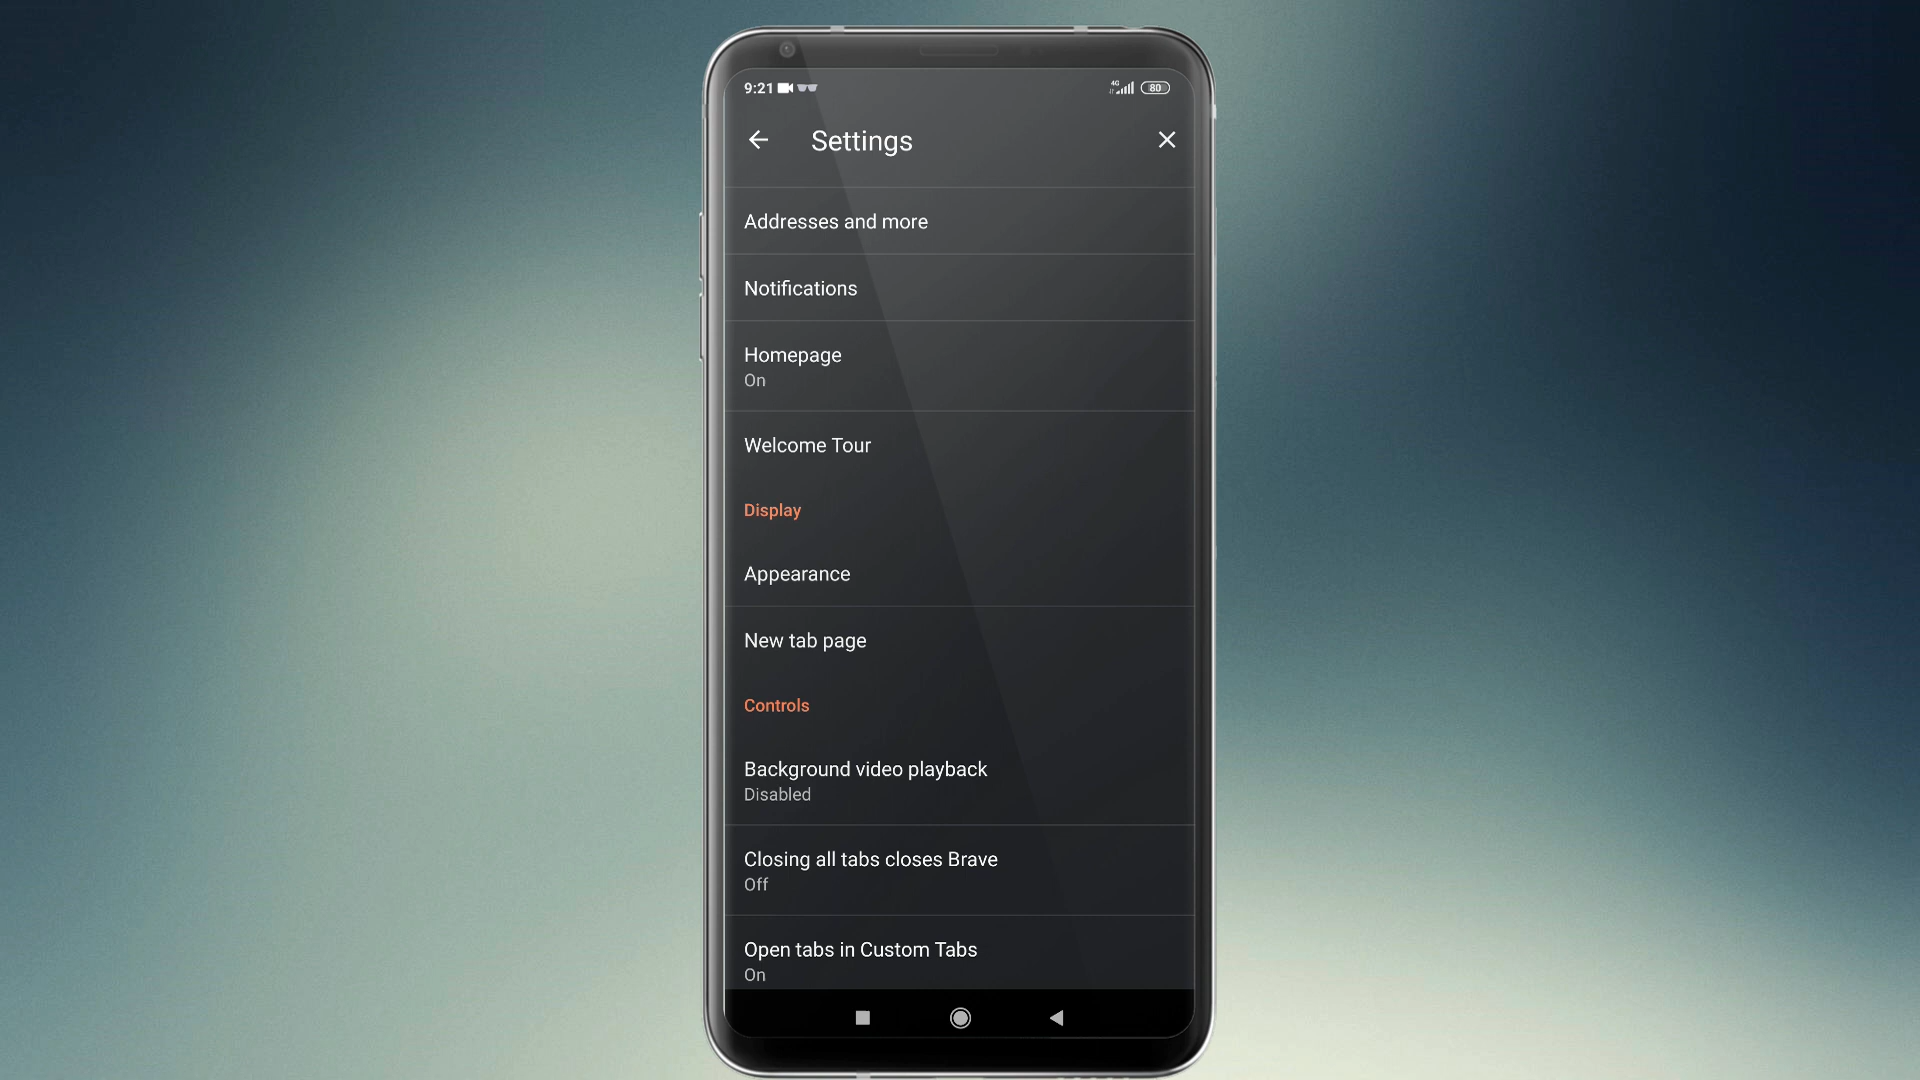 9:21
4G
80
Settings
Addresses and more
Notifications
Homepage
On
Welcome Tour
Display
Appearance
New tab page
Controls
Background video playback
Disabled
Closing all tabs closes Brave
Off
Open tabs in Custom Tabs
On